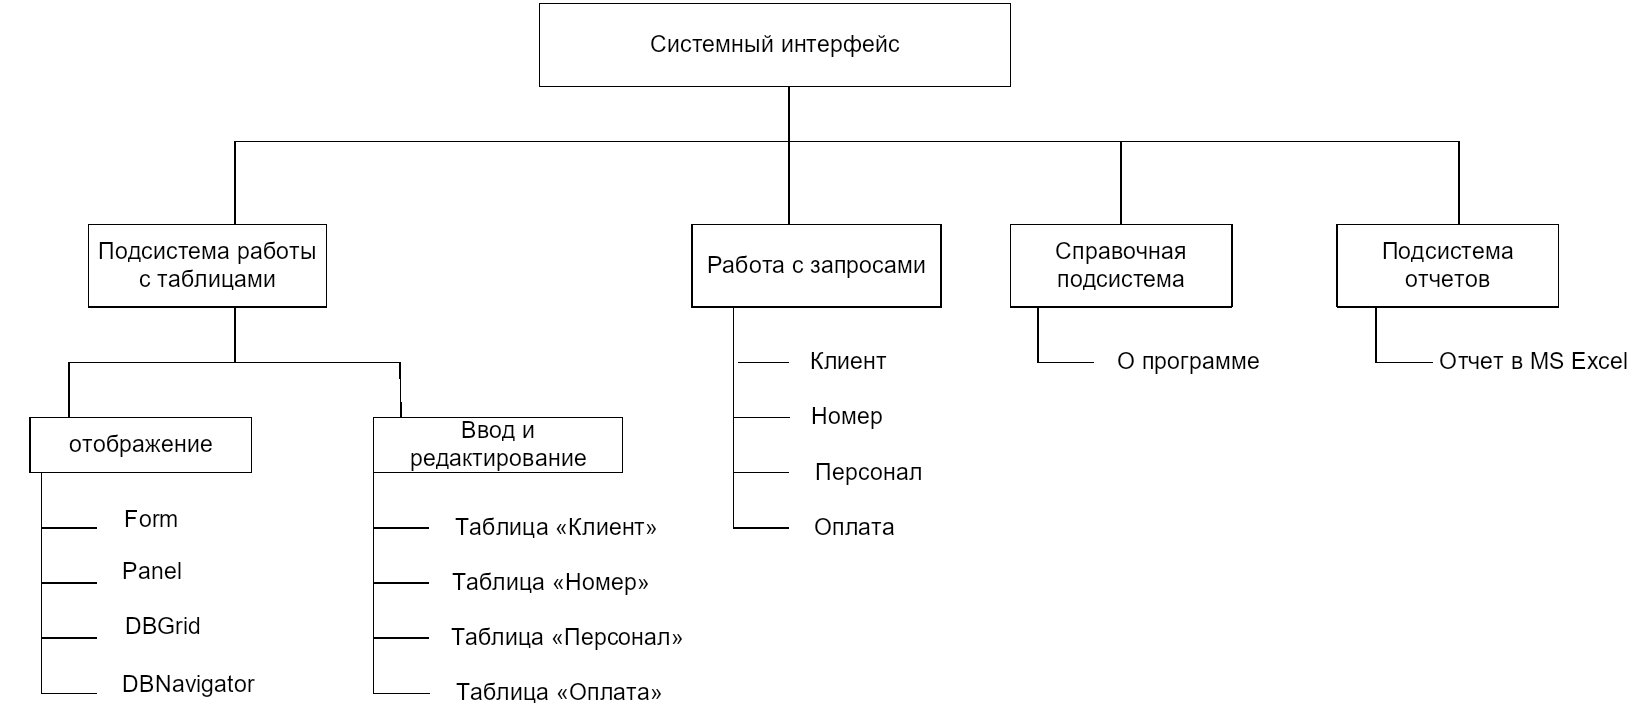 Системный интерфейс
Подсистема работы
с таблицами
Работа с запросами
Справочная
подсистема
Подсистема
отчетов
отображение
Form
Panel
DBGrid
DBNavigator
Ввод и
редактирование
Таблица «Клиент»
Таблица «Номер»
Таблица «Персонал»
Таблица «Оплата»
Клиент
Номер
Персонал
Оплата
О программе
Отчет в MS Excel